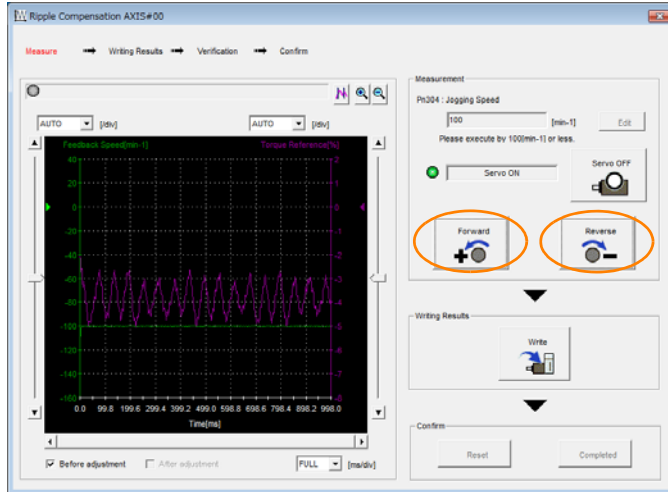 Ripple Compensation AXIS#00
Measure Writing Results Verification Confirm
AUTO [/div] AUTO [/div]
Feedback Speed[min-1] Torque Reference[%]
40 2
20 1
0 0
-20 -1
-40 -2
-60 -3
-80 -4
-100 -5
-120 -6
-140 -7
-160 -8
0.0 99.8 199.6 299.4 399.2 499.0 598.8 698.6 798.4 898.2 998.0
Time[ms]
Before adjustment After adjustment FULL [ms/div]
Measurement
Pn304 : Jogging Speed
100 [min-1] Edit
Please execute by 100[min-1] or less.
Servo ON Servo OFF
Forward Reverse
Writing Results
Write
Confirm
Reset Completed